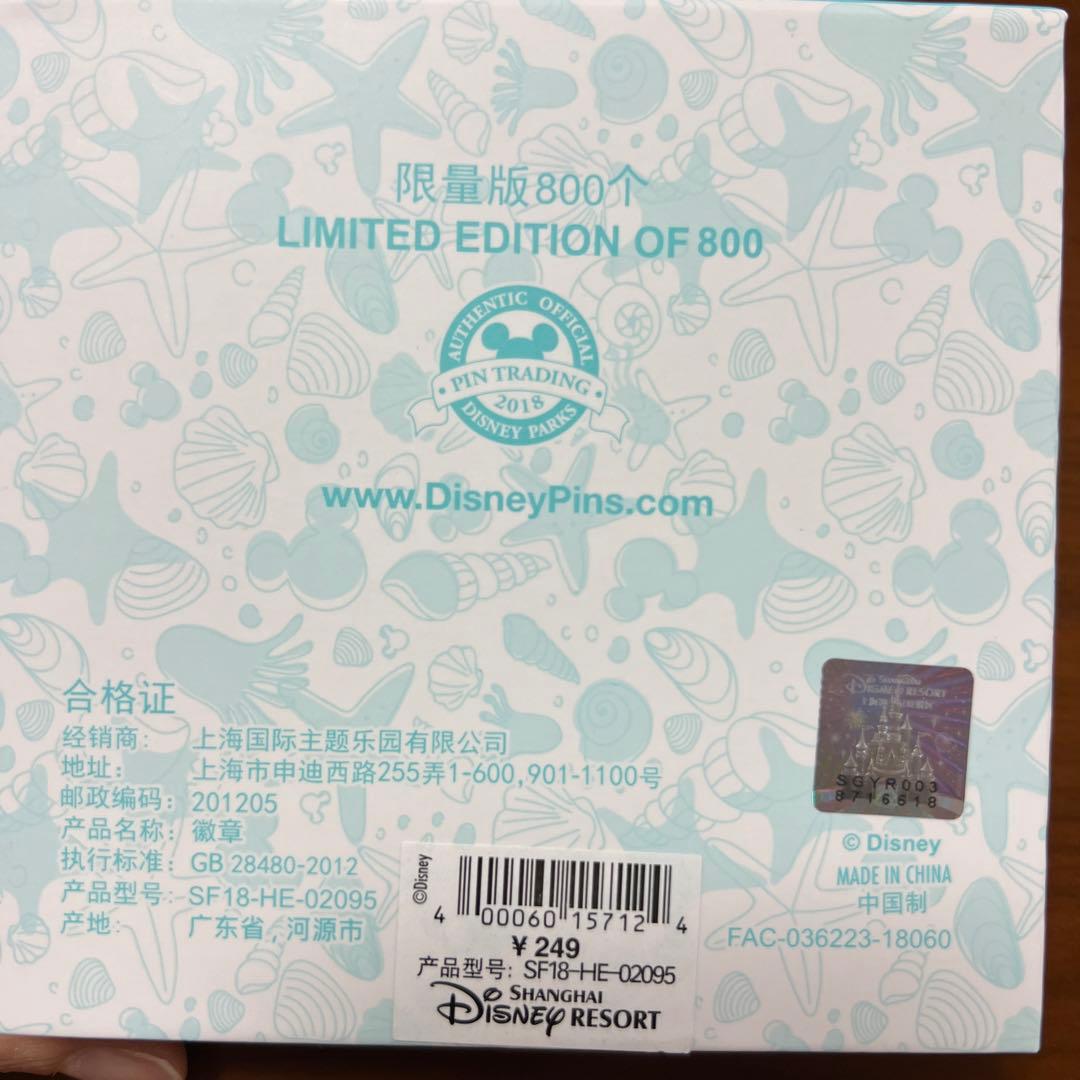 限量版800个
LIMITED EDITION OF 800
AUTHENTIC OFFICIAL
PIN TRADING
2018
DISNEY PARKS
www.DisneyPins.com
合格证
经销商: 上海国际主题乐园有限公司
地址: 上海市申迪西路255弄1-600,901-1100号
邮政编码: 201205
产品名称: 徽章
执行标准: GB 28480-2012
产品型号: SF18-HE-02095
产地: 广东省,河源市
SHANGHAI
DISNEY RESORT
SGYR003
8716618
© Disney
MADE IN CHINA
中国制
FAC-036223-18060
©Disney
4 00060 15712 4
¥ 249
产品型号: SF18-HE-02095
SHANGHAI
DISNEY RESORT